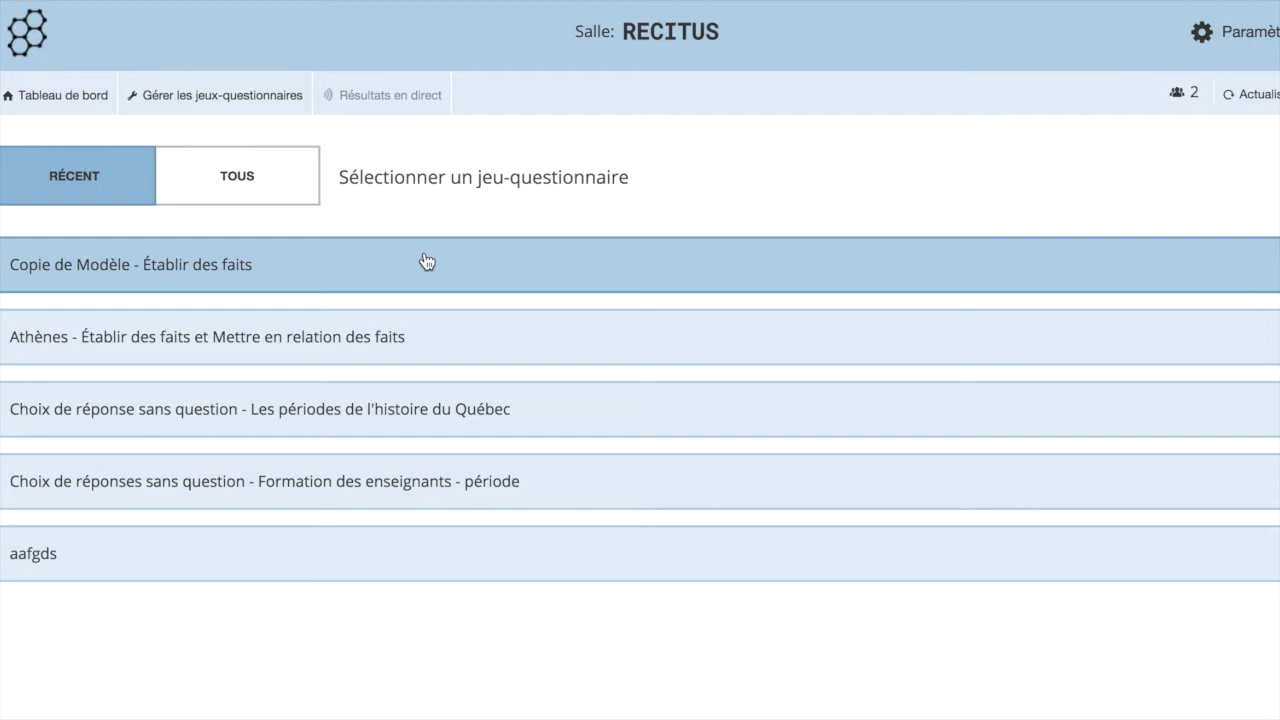 Salle: RECITUS
Paramèt
Tableau de bord
Gérer les jeux-questionnaires
Résultats en direct
2
Actualis
RÉCENT
TOUS
Sélectionner un jeu-questionnaire
Copie de Modèle - Établir des faits
Athènes - Établir des faits et Mettre en relation des faits
Choix de réponse sans question - Les périodes de l'histoire du Québec
Choix de réponses sans question - Formation des enseignants - période
aafgds